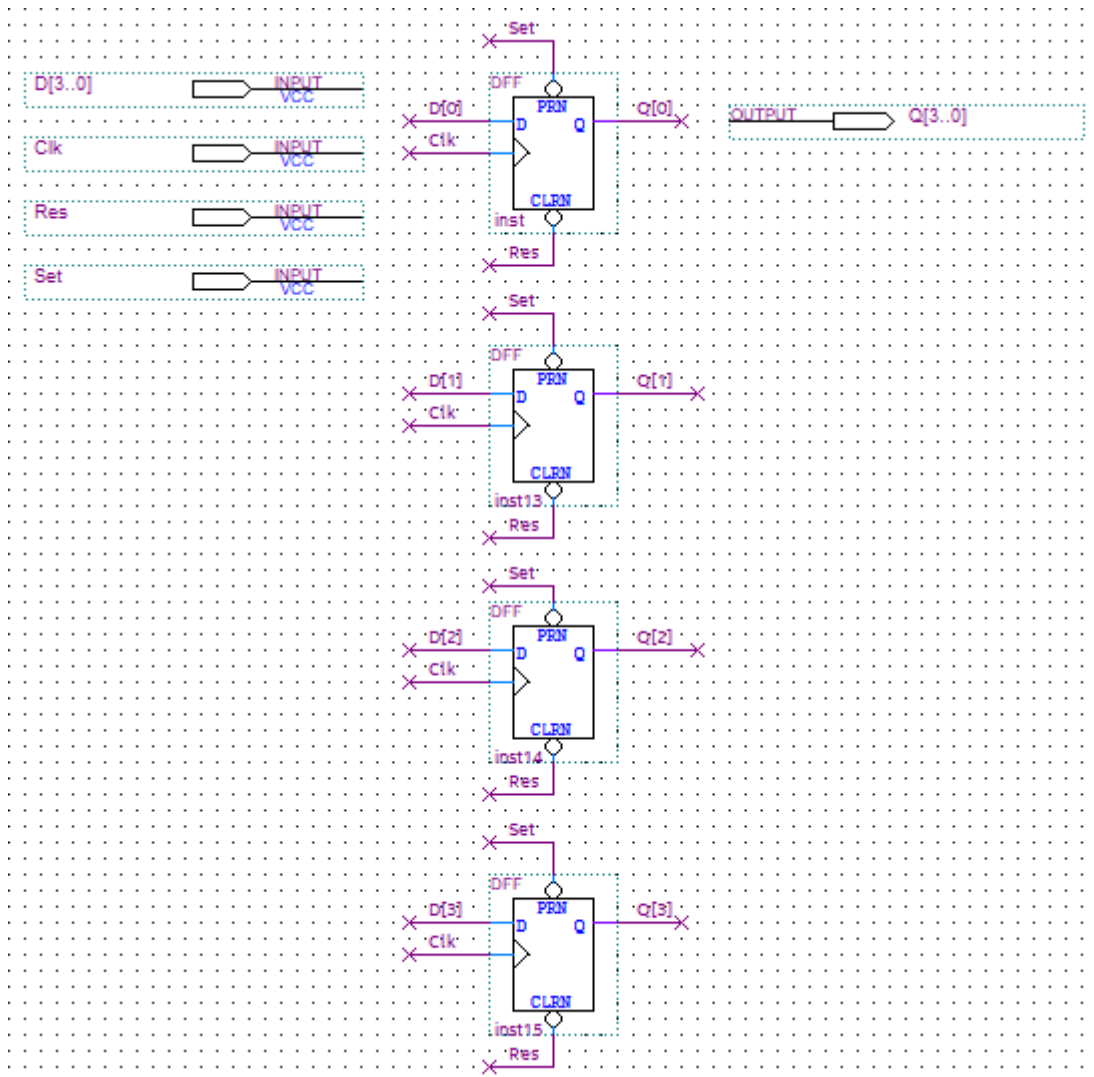 D[3..0]
INPUT
VCC
Clk
INPUT
VCC
Res
INPUT
VCC
Set
INPUT
VCC
Set
DFF
PRN
D[0]
D
Q
Q[0]
Clk
CLRN
inst
Res
OUTPUT
Q[3..0]
Set
DFF
PRN
D[1]
D
Q
Q[1]
Clk
CLRN
inst13
Res
Set
DFF
PRN
D[2]
D
Q
Q[2]
Clk
CLRN
inst14
Res
Set
DFF
PRN
D[3]
D
Q
Q[3]
Clk
CLRN
inst15
Res